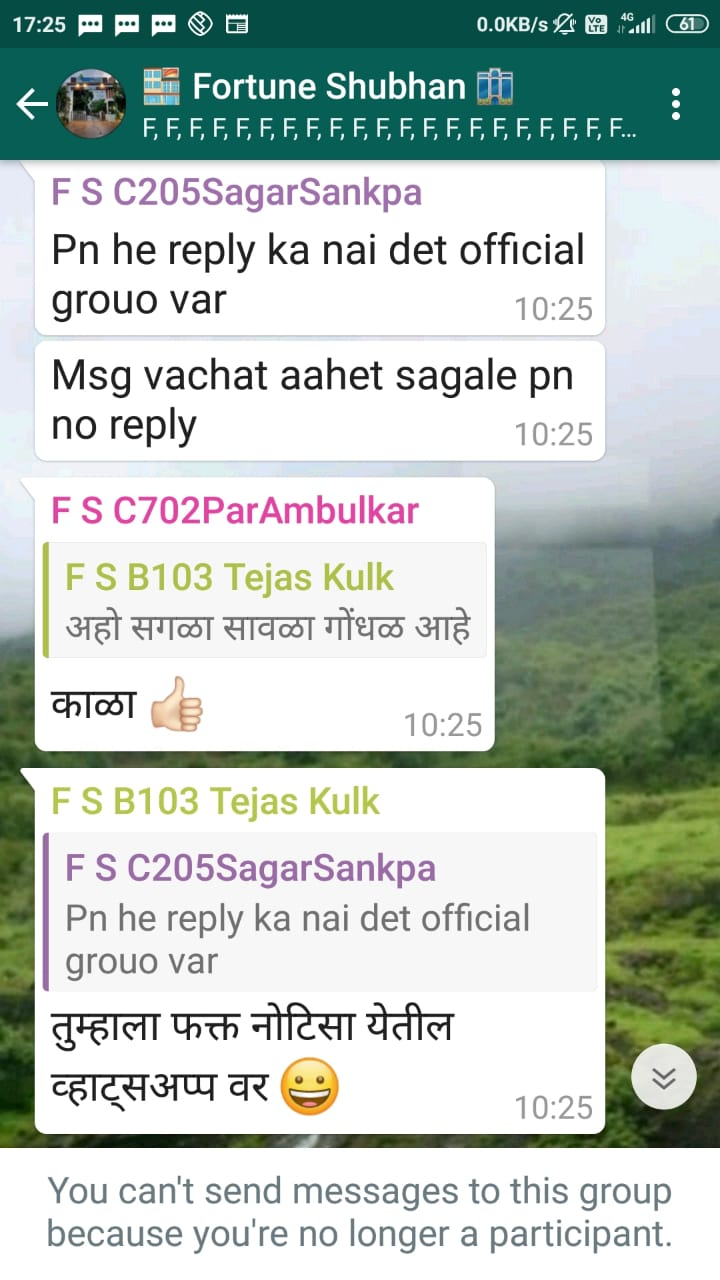 17:25
0.0KB/s
Vo
LTE
4G
61
Fortune Shubhan
F, F, F, F, F, F, F, F, F, F, F, F, F, F, F, F, F, F, F, F, F...
F S C205SagarSankpa
Pn he reply ka nai det official
grouo var
10:25
Msg vachat aahet sagale pn
no reply
10:25
F S C702ParAmbulkar
F S B103 Tejas Kulk
अहो सगळा सावळा गोंधळ आहे
काळा 👍🏻
10:25
F S B103 Tejas Kulk
F S C205SagarSankpa
Pn he reply ka nai det official
grouo var
तुम्हाला फक्त नोटिसा येतील
व्हाट्सअप्प वर 😀
10:25
You can't send messages to this group
because you're no longer a participant.